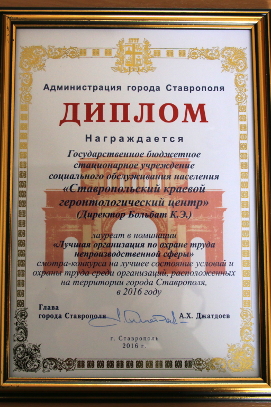 Администрация города Ставрополя
ДИПЛОМ
Награждается
Государственное бюджетное
стационарное учреждение
социального обслуживания населения
«Ставропольский краевой
геронтологический центр»
(Директор Больбат К.Э.)
лауреат в номинации
«Лучшая организация по охране труда
непроизводственной сферы»
смотра-конкурса на лучшее состояние условий и
охраны труда среди организаций, расположенных
на территории города Ставрополя,
в 2016 году
Глава
города Ставрополя А.Х. Джатдоев
г. Ставрополь
2016 г.